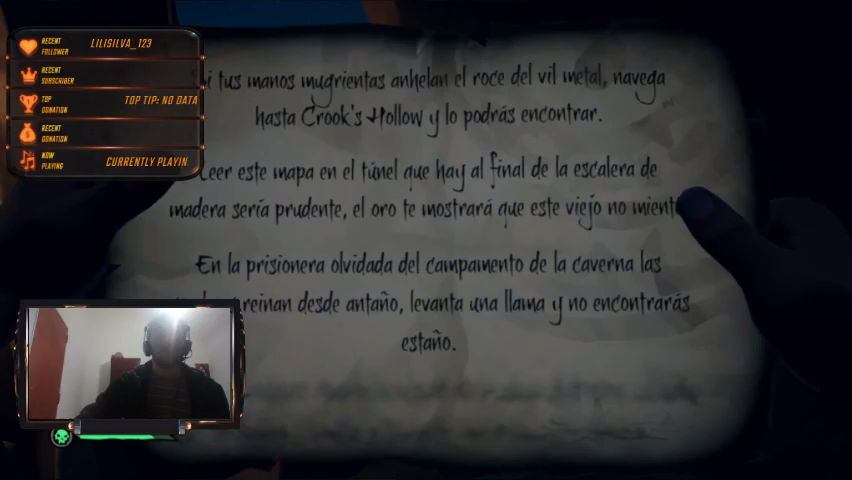 RECENT FOLLOWER LILISILVA_123
RECENT SUBSCRIBER
TOP DONATION TOP TIP: NO DATA
RECENT DONATION
NOW PLAYING CURRENTLY PLAYIN
tus manos mugrientas anhelan el roce del vil metal, navega
hasta Crook's Hollow y lo podrás encontrar.
Leer este mapa en el túnel que hay al final de la escalera de
madera sería prudente, el oro te mostrará que este viejo no miente
En la prisionera olvidada del campamento de la caverna las
reinan desde antaño, levanta una llama y no encontrarás
estaño.